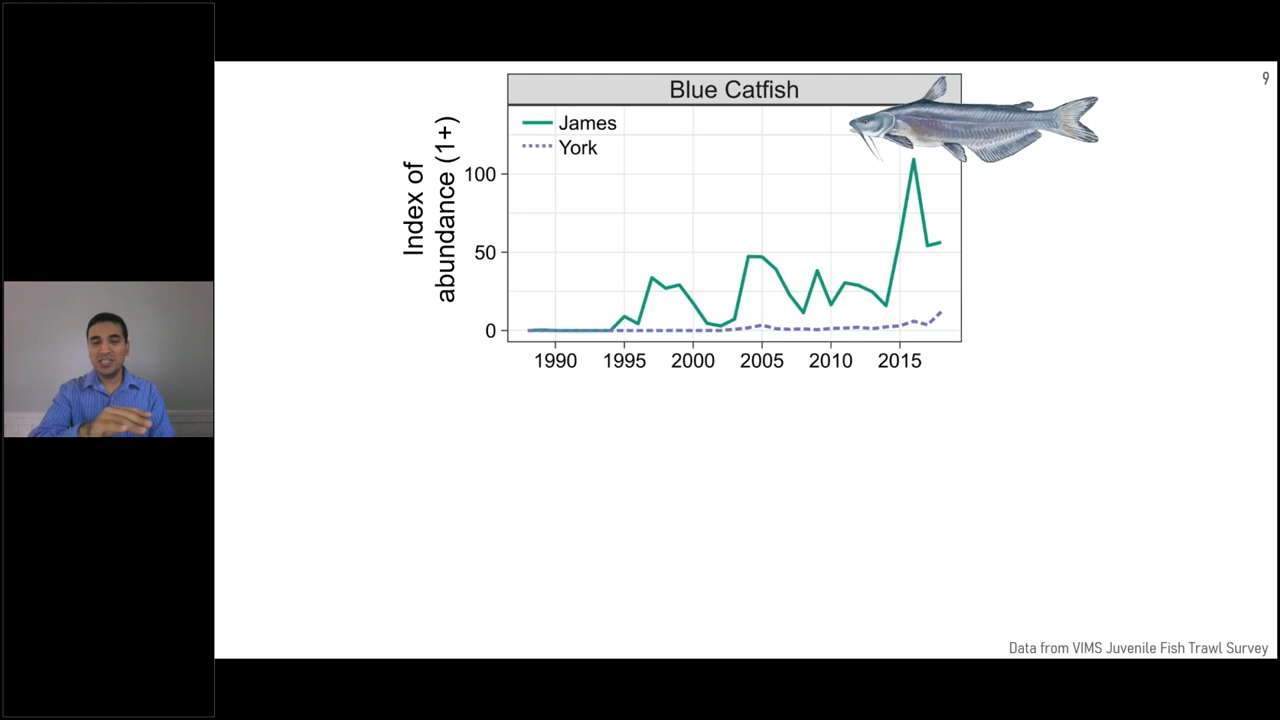 9
Blue Catfish
James
York
Index of
abundance (1+)
100
50
0
1990 1995 2000 2005 2010 2015
Data from VIMS Juvenile Fish Trawl Survey